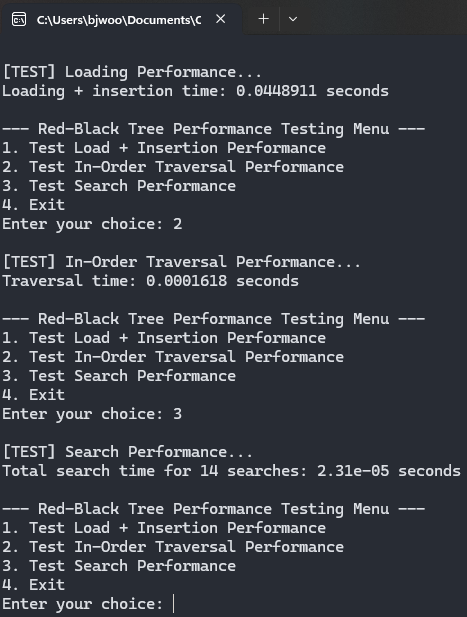 C:\Users\bjwoo\Documents\C
[TEST] Loading Performance...
Loading + insertion time: 0.0448911 seconds
--- Red-Black Tree Performance Testing Menu ---
1. Test Load + Insertion Performance
2. Test In-Order Traversal Performance
3. Test Search Performance
4. Exit
Enter your choice: 2
[TEST] In-Order Traversal Performance...
Traversal time: 0.0001618 seconds
--- Red-Black Tree Performance Testing Menu ---
1. Test Load + Insertion Performance
2. Test In-Order Traversal Performance
3. Test Search Performance
4. Exit
Enter your choice: 3
[TEST] Search Performance...
Total search time for 14 searches: 2.31e-05 seconds
--- Red-Black Tree Performance Testing Menu ---
1. Test Load + Insertion Performance
2. Test In-Order Traversal Performance
3. Test Search Performance
4. Exit
Enter your choice: